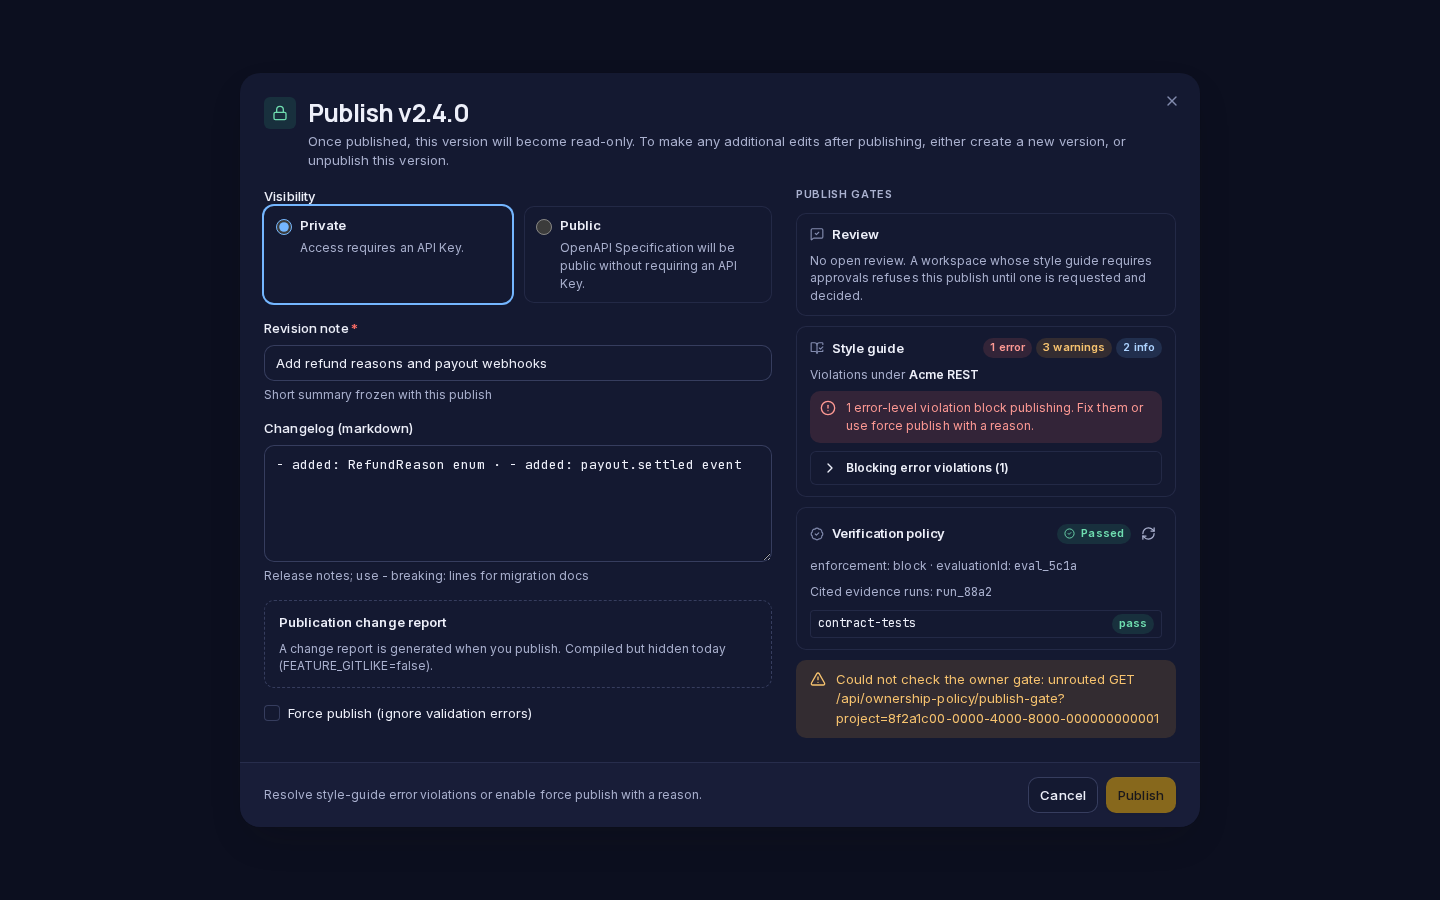 Publish v2.4.0
Once published, this version will become read-only. To make any additional edits after publishing, either create a new version, or
unpublish this version.
Visibility
Private
Access requires an API Key.
Public
OpenAPI Specification will be
public without requiring an API
Key.
Revision note *
Add refund reasons and payout webhooks
Short summary frozen with this publish
Changelog (markdown)
- added: RefundReason enum · - added: payout.settled event
Release notes; use - breaking: lines for migration docs
Publication change report
A change report is generated when you publish. Compiled but hidden today
(FEATURE_GITLIKE=false).
Force publish (ignore validation errors)
PUBLISH GATES
Review
No open review. A workspace whose style guide requires
approvals refuses this publish until one is requested and
decided.
Style guide
1 error
3 warnings
2 info
Violations under Acme REST
1 error-level violation block publishing. Fix them or
use force publish with a reason.
Blocking error violations (1)
Verification policy
Passed
enforcement: block · evaluationId: eval_5c1a
Cited evidence runs: run_88a2
contract-tests
pass
Could not check the owner gate: unrouted GET
/api/ownership-policy/publish-gate?
project=8f2a1c00-0000-4000-8000-000000000001
Resolve style-guide error violations or enable force publish with a reason.
Cancel
Publish